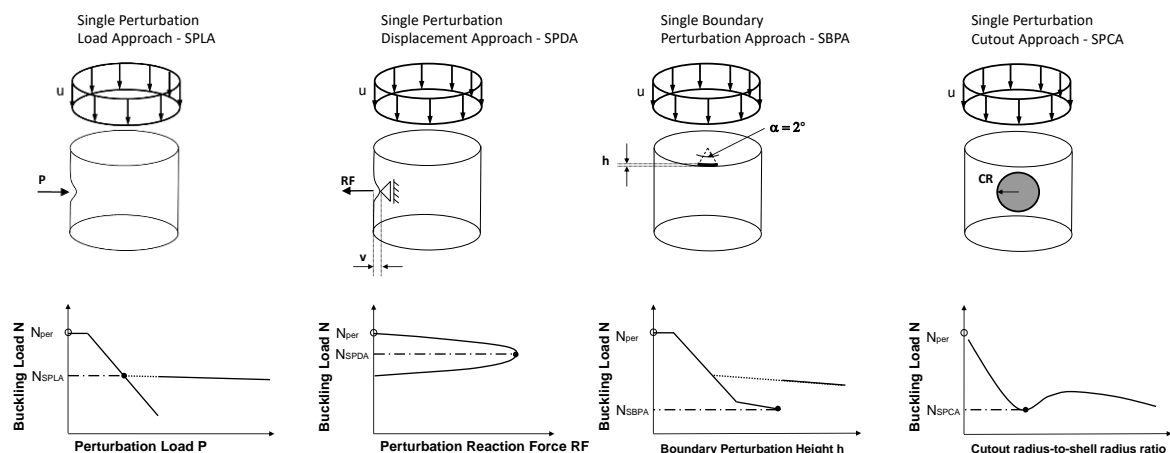 Single Perturbation
Load Approach - SPLA
u
P
Buckling Load N
Nper
NSPLA
Perturbation Load P
Single Perturbation
Displacement Approach - SPDA
u
RF
v
Buckling Load N
Nper
NSPDA
Perturbation Reaction Force RF
Single Boundary
Perturbation Approach - SBPA
u
α = 2°
h
Buckling Load N
Nper
NSBPA
Boundary Perturbation Height h
Single Perturbation
Cutout Approach - SPCA
u
CR
Buckling Load N
Nper
NSPCA
Cutout radius-to-shell radius ratio